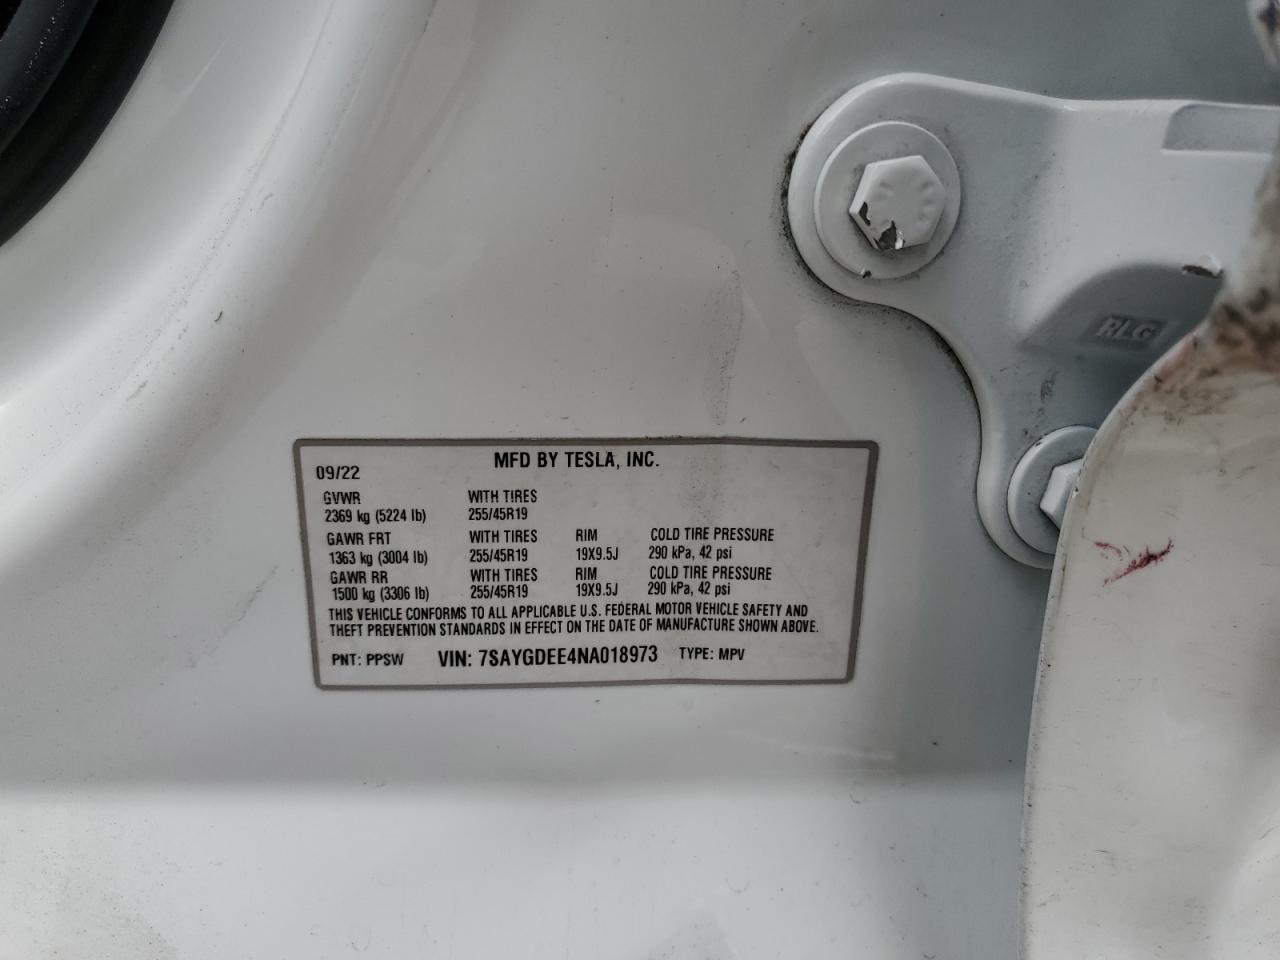 RLG
MFD BY TESLA, INC.
09/22
GVWR WITH TIRES
2369 kg (5224 lb) 255/45R19
GAWR FRT WITH TIRES RIM COLD TIRE PRESSURE
1363 kg (3004 lb) 255/45R19 19X9.5J 290 kPa, 42 psi
GAWR RR WITH TIRES RIM COLD TIRE PRESSURE
1500 kg (3306 lb) 255/45R19 19X9.5J 290 kPa, 42 psi
THIS VEHICLE CONFORMS TO ALL APPLICABLE U.S. FEDERAL MOTOR VEHICLE SAFETY AND
THEFT PREVENTION STANDARDS IN EFFECT ON THE DATE OF MANUFACTURE SHOWN ABOVE.
PNT: PPSW VIN: 7SAYGDEE4NA018973 TYPE: MPV